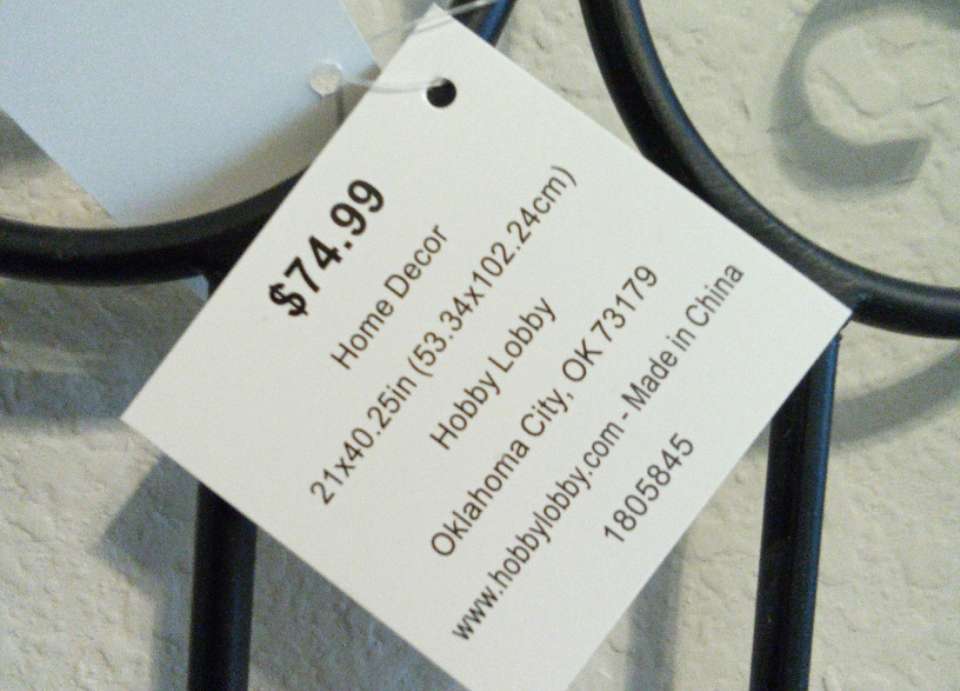 $74.99
Home Decor
21x40.25in (53.34x102.24cm)
Hobby Lobby
Oklahoma City, OK 73179
www.hobbylobby.com - Made in China
1805845